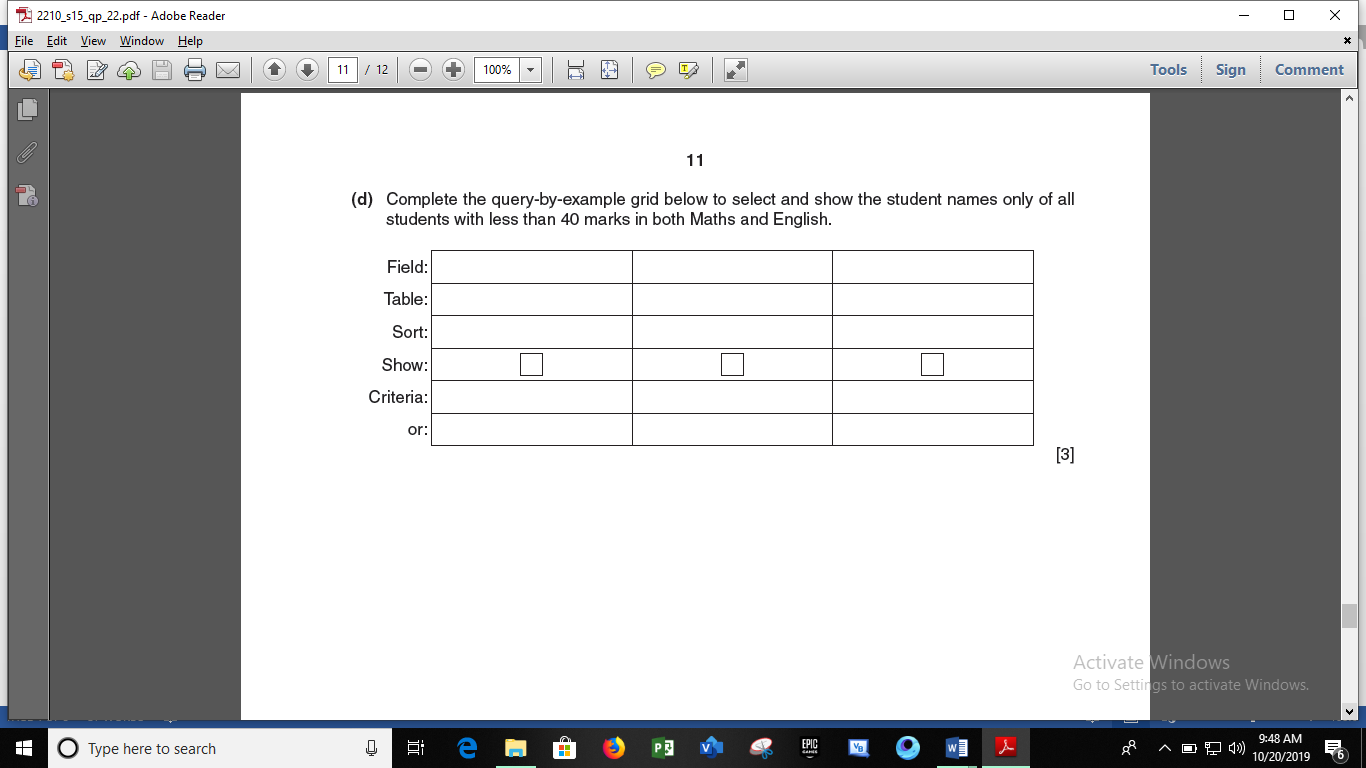 2210_s15_qp_22.pdf - Adobe Reader
File Edit View Window Help
11 / 12 100% Tools Sign Comment
11
(d) Complete the query-by-example grid below to select and show the student names only of all
students with less than 40 marks in both Maths and English.
Field:
Table:
Sort:
Show:
Criteria:
or:
[3]
Activate Windows
Go to Settings to activate Windows.
Type here to search
9:48 AM
10/20/2019
6